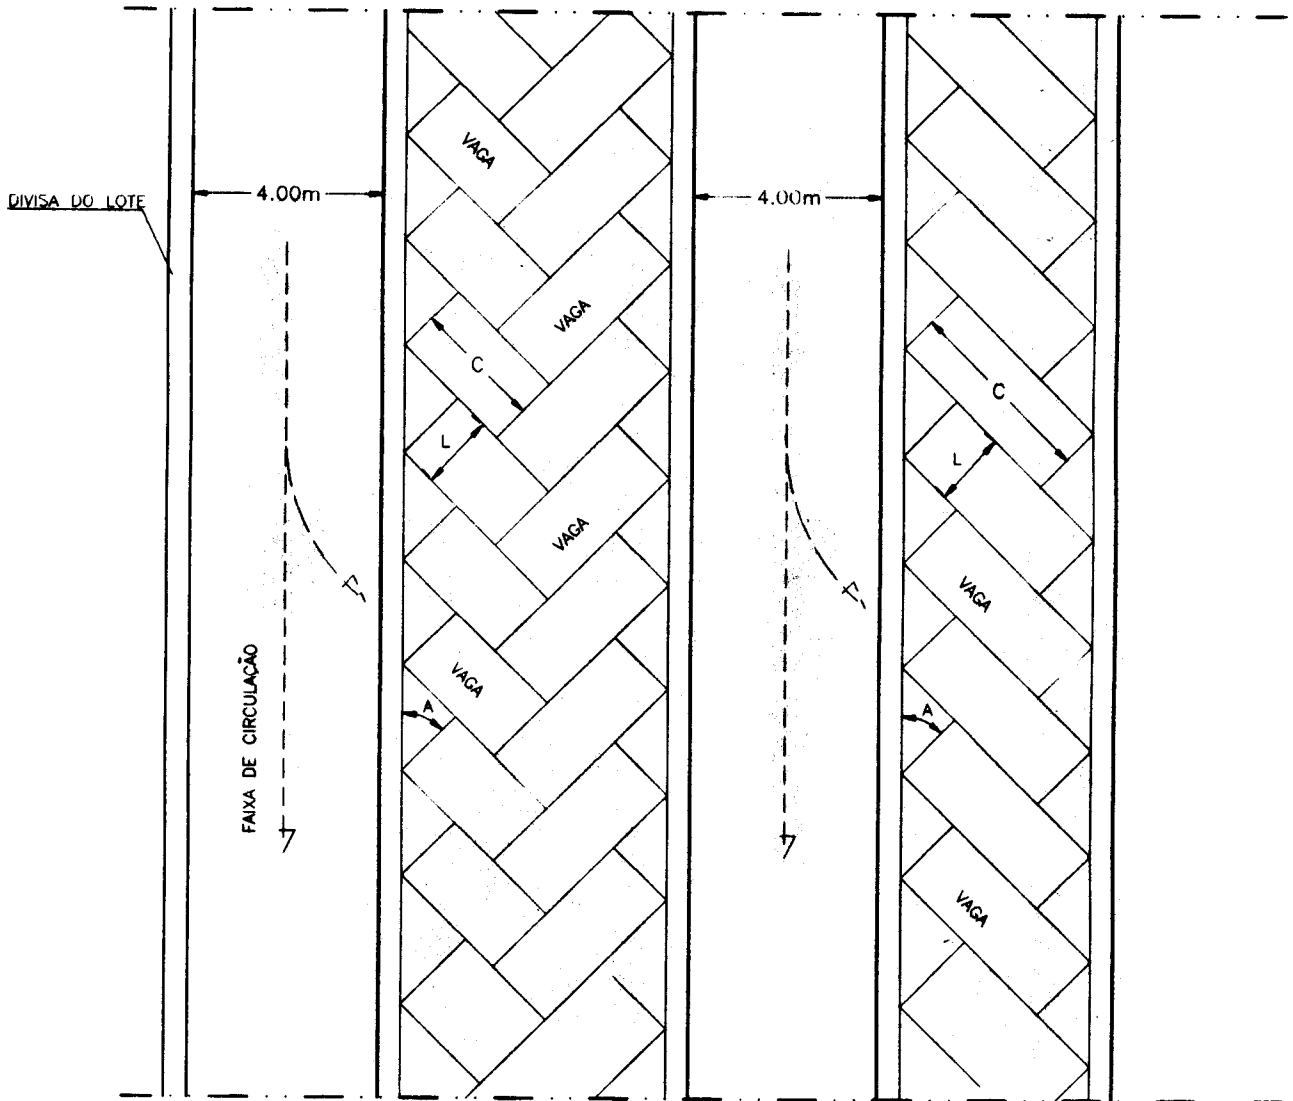 VAGA
DIVISA DO LOTE
4.00m
4.00m
VAGA
C
C
L
L
VAGA
VAGA
VAGA
FAIXA DE CIRCULAÇÃO
A
A
VAGA